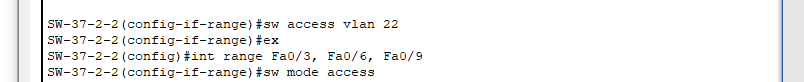 SW-37-2-2(config-if-range)#sw access vlan 22
SW-37-2-2(config-if-range)#ex
SW-37-2-2(config)#int range Fa0/3, Fa0/6, Fa0/9
SW-37-2-2(config-if-range)#sw mode access